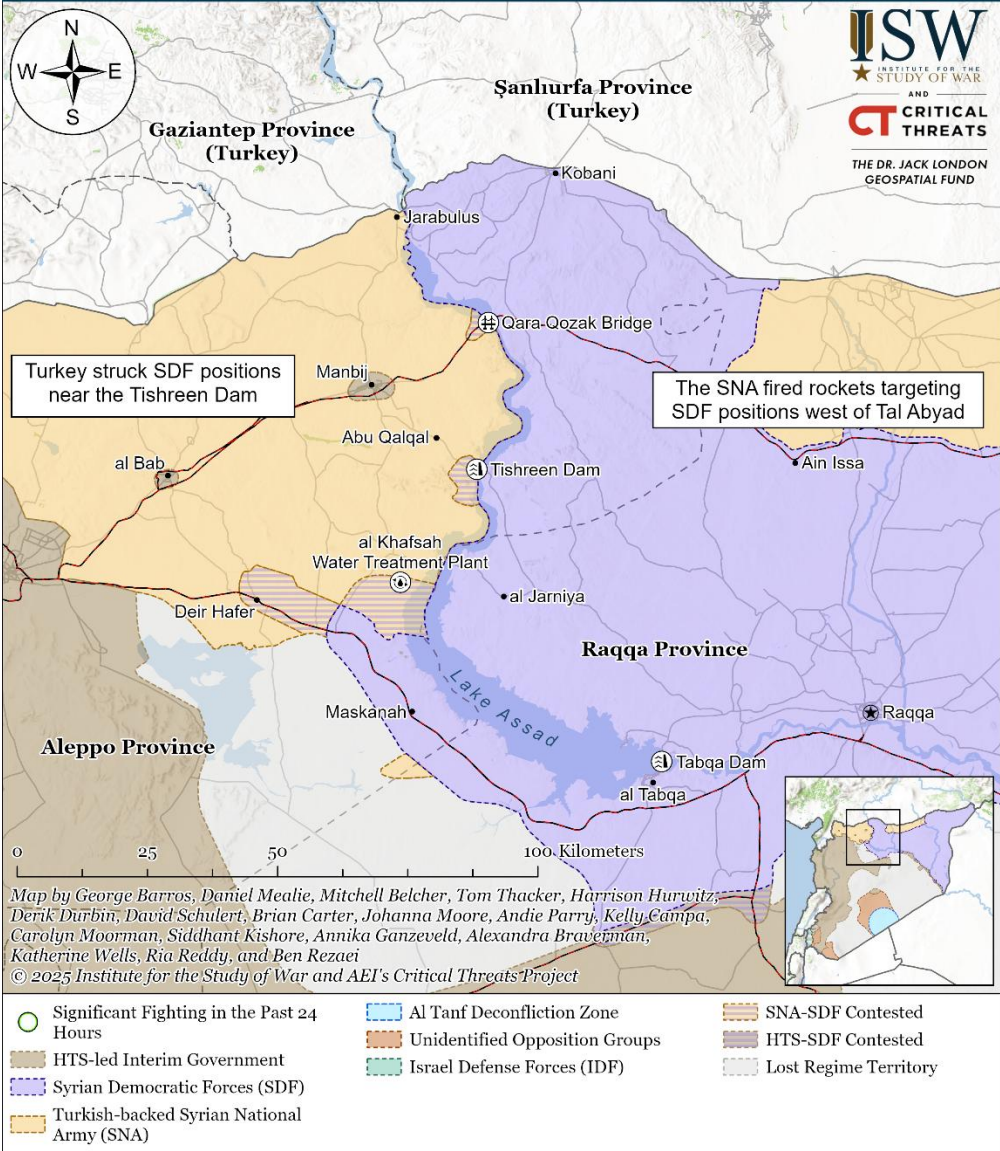 N
W
E
S
ISW
INSTITUTE FOR THE
STUDY OF WAR
AND
CT CRITICAL
THREATS
THE DR. JACK LONDON
GEOSPATIAL FUND
Şanlıurfa Province
(Turkey)
Gaziantep Province
(Turkey)
Kobani
Jarabulus
Qara Qozak Bridge
Turkey struck SDF positions
near the Tishreen Dam
Manbij
The SNA fired rockets targeting
SDF positions west of Tal Abyad
Abu Qalqal
al Bab
Tishreen Dam
Ain Issa
al Khafsah
Water Treatment Plant
Deir Hafer
al Jarniya
Raqqa Province
Lake Assad
Maskanah
Raqqa
Aleppo Province
Tabqa Dam
al Tabqa
0 25 50 100 Kilometers
Map by George Barros, Daniel Mealie, Mitchell Belcher, Tom Thacker, Harrison Hurwitz,
Derik Durbin, David Schulert, Brian Carter, Johanna Moore, Andie Parry, Kelly Campa,
Carolyn Moorman, Siddhant Kishore, Annika Ganzeveld, Alexandra Braverman,
Katherine Wells, Ria Reddy, and Ben Rezaei
© 2025 Institute for the Study of War and AEI's Critical Threats Project
Significant Fighting in the Past 24
Hours
HTS-led Interim Government
Syrian Democratic Forces (SDF)
Turkish-backed Syrian National
Army (SNA)
Al Tanf Deconfliction Zone
Unidentified Opposition Groups
Israel Defense Forces (IDF)
SNA-SDF Contested
HTS-SDF Contested
Lost Regime Territory